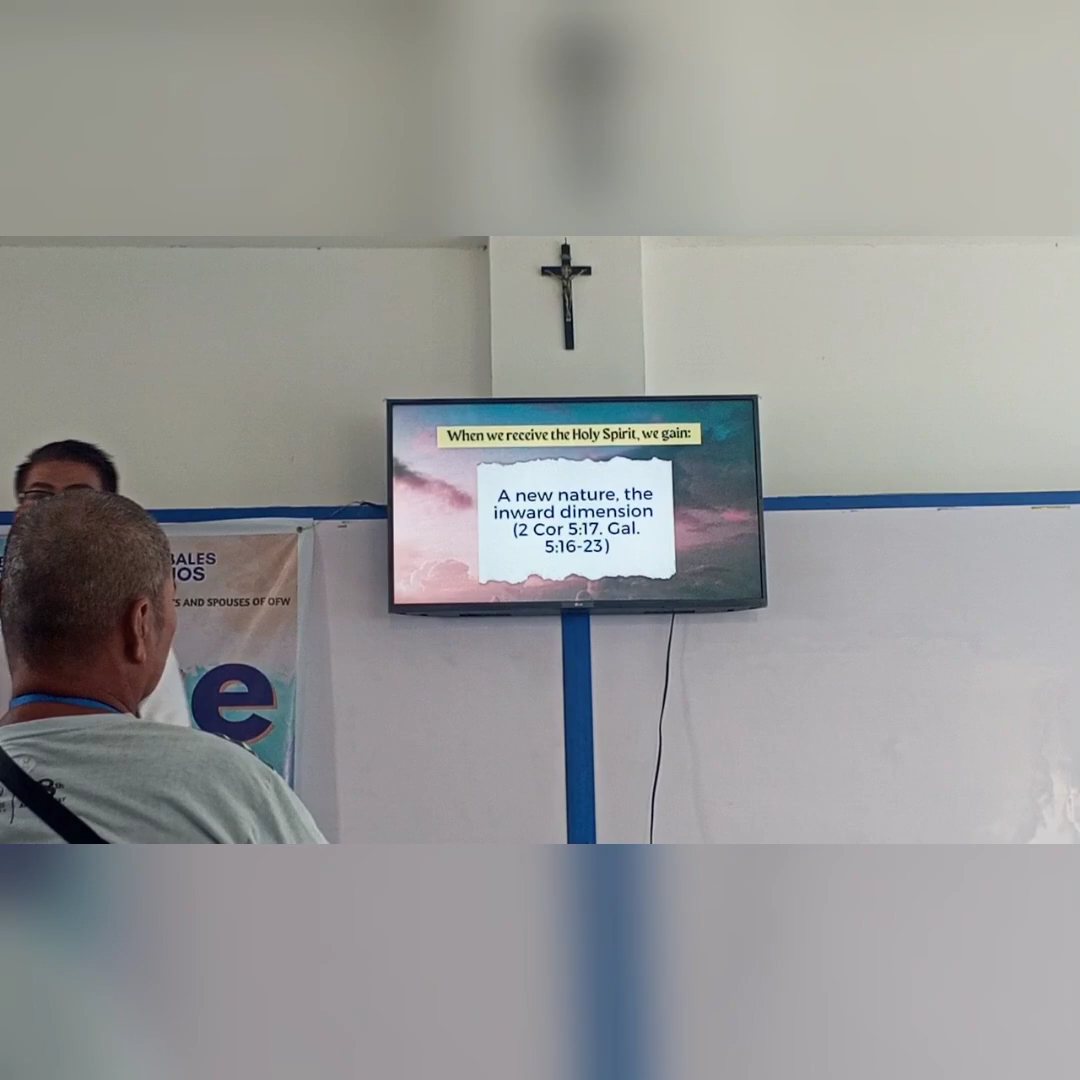 When we receive the Holy Spirit, we gain:
A new nature, the
inward dimension
(2 Cor 5:17. Gal.
5:16-23)
BALES
IOS
TS AND SPOUSES OF OFW
e